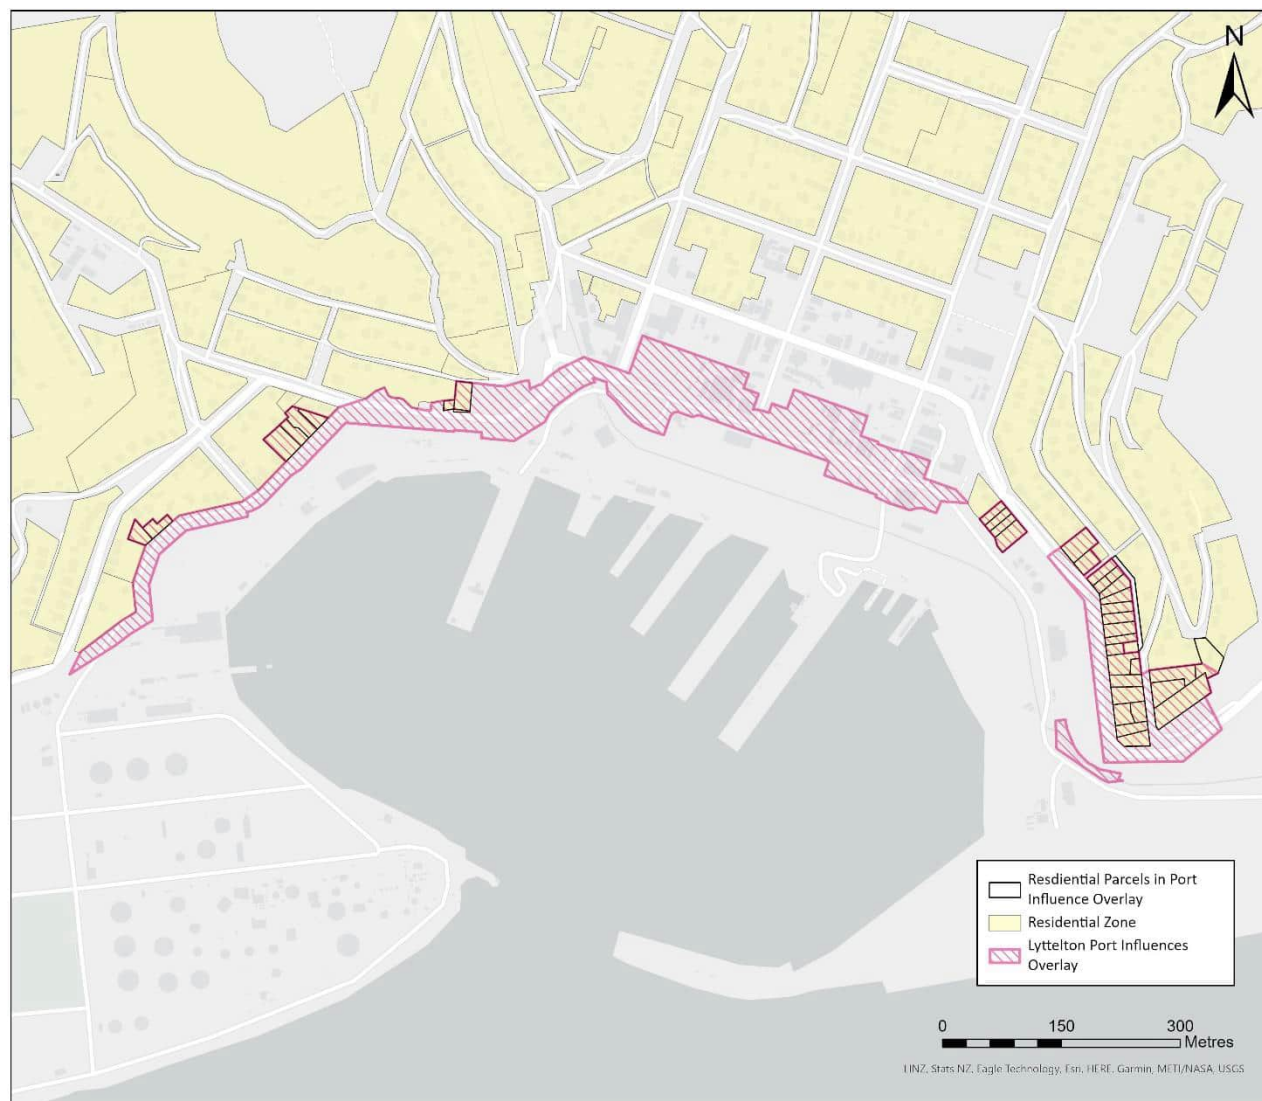 N
Resdiential Parcels in Port
Influence Overlay
Residential Zone
Lyttelton Port Influences
Overlay
0 150 300
Metres
LINZ, Stats NZ, Eagle Technology, Esri, HERE, Garmin, METI/NASA, USGS